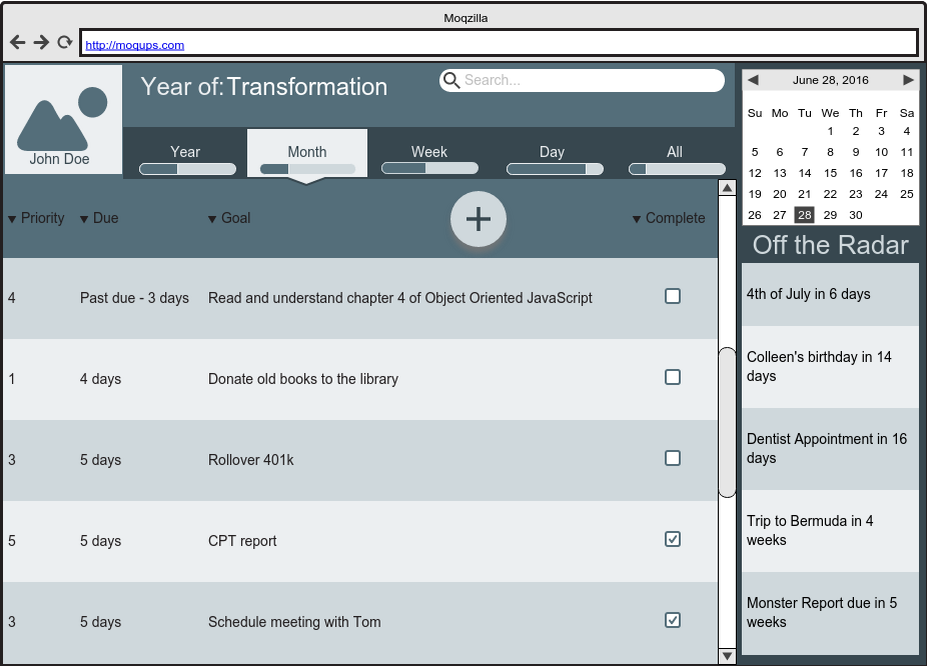 Moqzilla
http://moqups.com
John Doe
Year of: Transformation
Search...
Year Month Week Day All
Priority Due Goal Complete
4 Past due - 3 days Read and understand chapter 4 of Object Oriented JavaScript
1 4 days Donate old books to the library
3 5 days Rollover 401k
5 5 days CPT report
3 5 days Schedule meeting with Tom
June 28, 2016
Su Mo Tu We Th Fr Sa
1 2 3 4
5 6 7 8 9 10 11
12 13 14 15 16 17 18
19 20 21 22 23 24 25
26 27 28 29 30
Off the Radar
4th of July in 6 days
Colleen's birthday in 14
days
Dentist Appointment in 16
days
Trip to Bermuda in 4
weeks
Monster Report due in 5
weeks